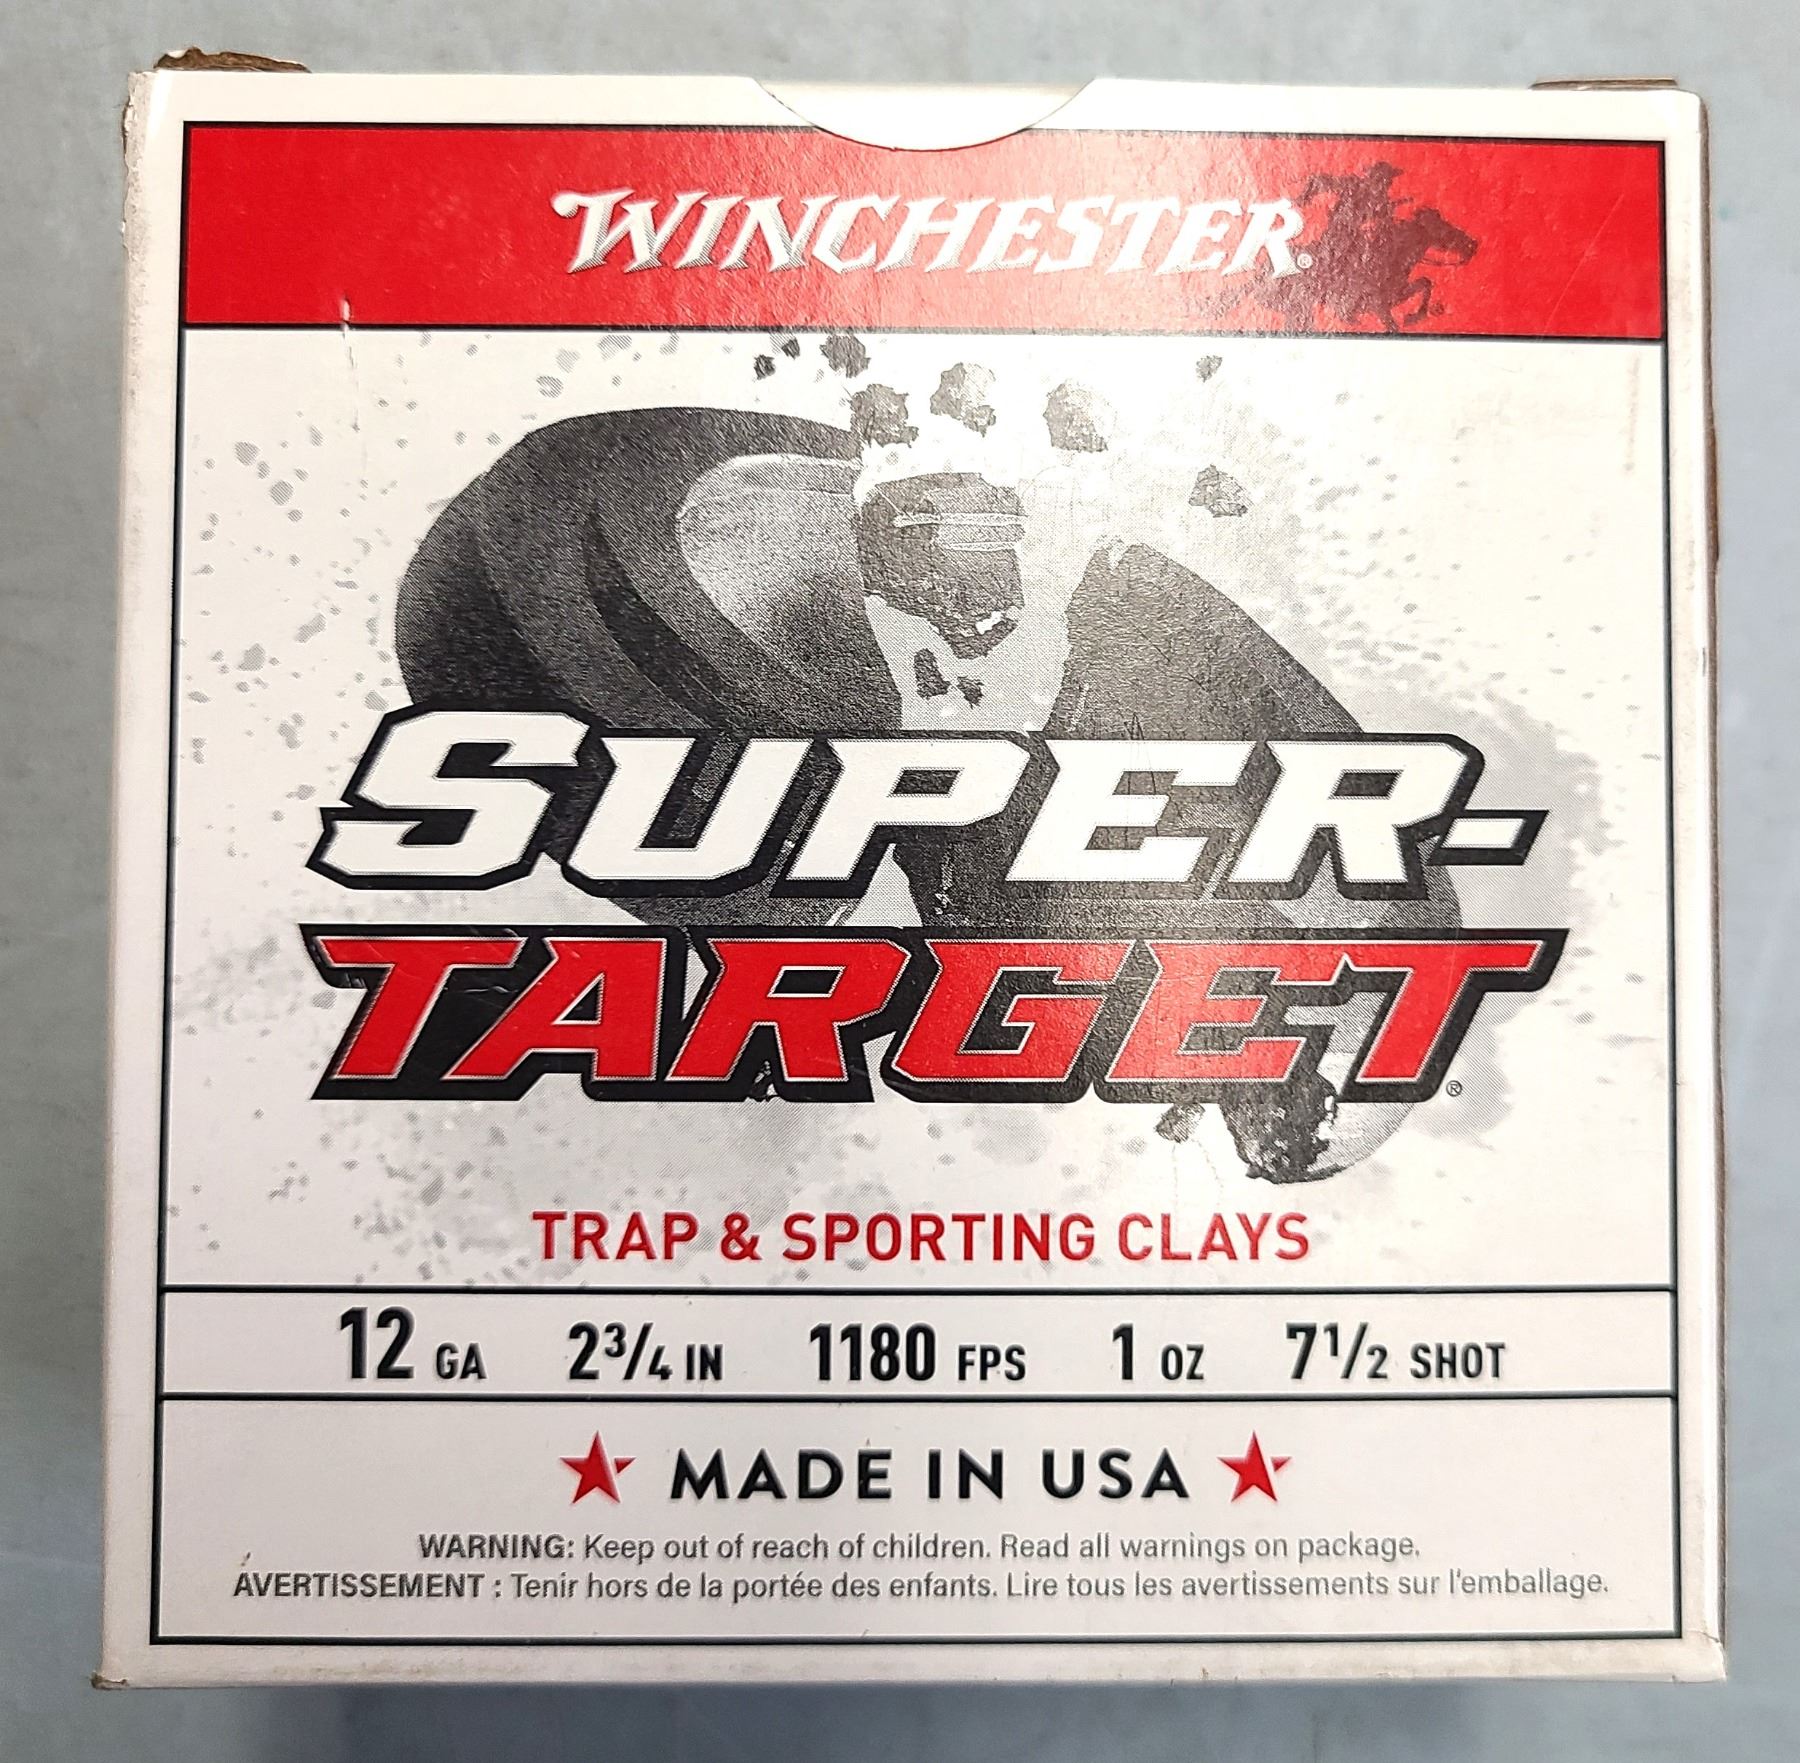 WINCHESTER®
SUPER-
TARGET®
TRAP & SPORTING CLAYS
12 GA 2 3/4 IN 1180 FPS 1 OZ 7 1/2 SHOT
MADE IN USA
WARNING: Keep out of reach of children. Read all warnings on package.
AVERTISSEMENT : Tenir hors de la portée des enfants. Lire tous les avertissements sur l'emballage.